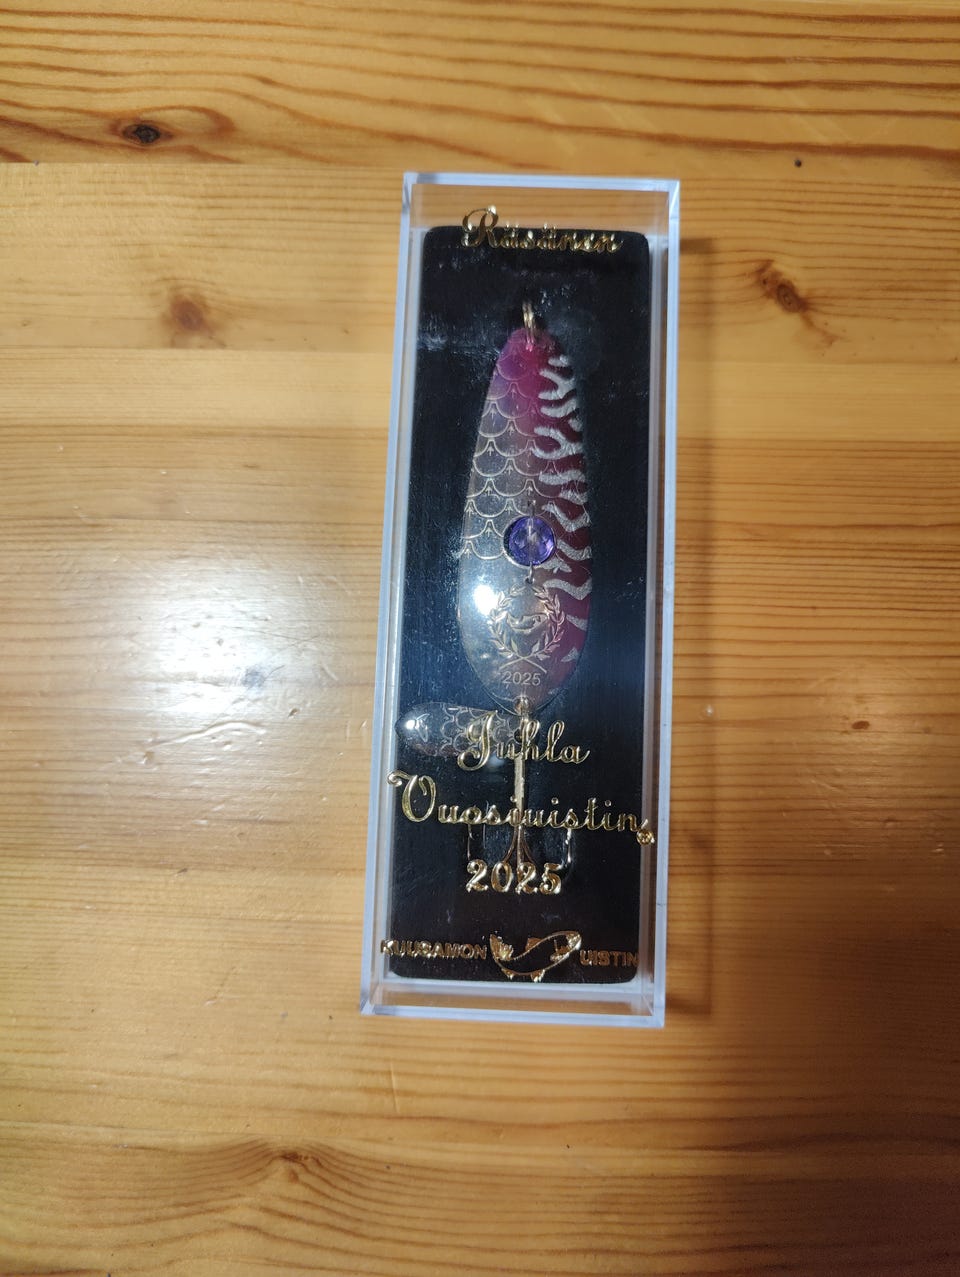 Räsänen
2025
Juhla
Vuosiuistin
2025
KUUSAMON UISTIN